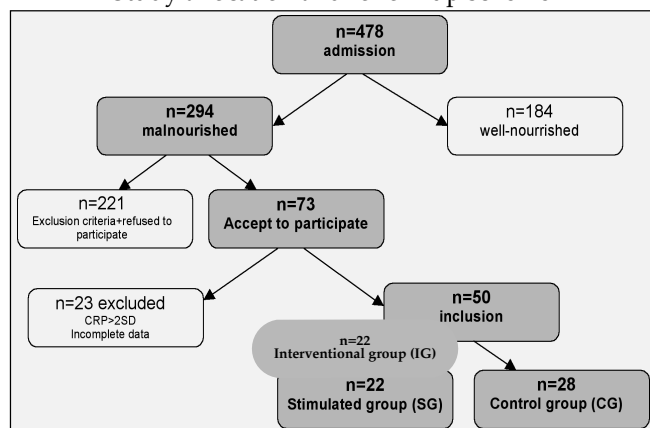 n=478
admission
n=294
malnourished
n=184
well-nourrished
n=221
Exclusion criteria+refused to
participate
n=73
Accept to participate
n=23 excluded
CRP>2SD
Incomplete data
n=50
inclusion
n=22
Interventional group (IG)
n=22
Stimulated group (SG)
n=28
Control group (CG)